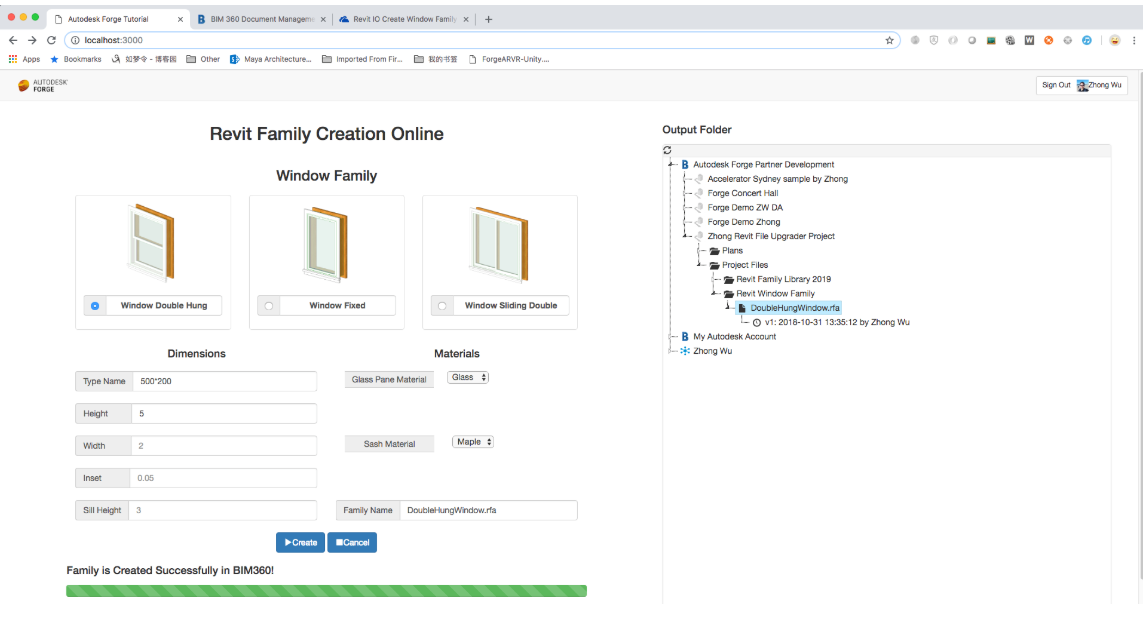 Autodesk Forge Tutorial
BIM 360 Document Manageme
Revit IO Create Window Family
localhost:3000
Apps
Bookmarks
如梦令 - 博客园
Other
Maya Architecture...
Imported From Fir...
我的书签
ForgeARVR-Unity....
AUTODESK
FORGE
Sign Out Zhong Wu
Revit Family Creation Online
Window Family
Window Double Hung
Window Fixed
Window Sliding Double
Dimensions
Materials
Type Name 500*200
Glass Pane Material Glass
Height 5
Width 2
Sash Material Maple
Inset 0.05
Sill Height 3
Family Name DoubleHungWindow.rfa
Create
Cancel
Family is Created Successfully in BIM360!
Output Folder
Autodesk Forge Partner Development
Accelerator Sydney sample by Zhong
Forge Concert Hall
Forge Demo ZW DA
Forge Demo Zhong
Zhong Revit File Upgrader Project
Plans
Project Files
Revit Family Library 2019
Revit Window Family
DoubleHungWindow.rfa
v1: 2018-10-31 13:35:12 by Zhong Wu
My Autodesk Account
Zhong Wu